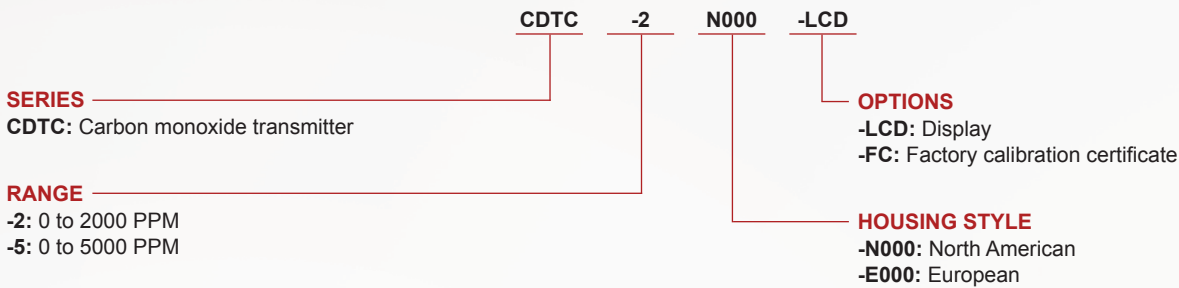 CDTC -2 N000 -LCD
SERIES
CDTC: Carbon monoxide transmitter
RANGE
-2: 0 to 2000 PPM
-5: 0 to 5000 PPM
OPTIONS
-LCD: Display
-FC: Factory calibration certificate
HOUSING STYLE
-N000: North American
-E000: European